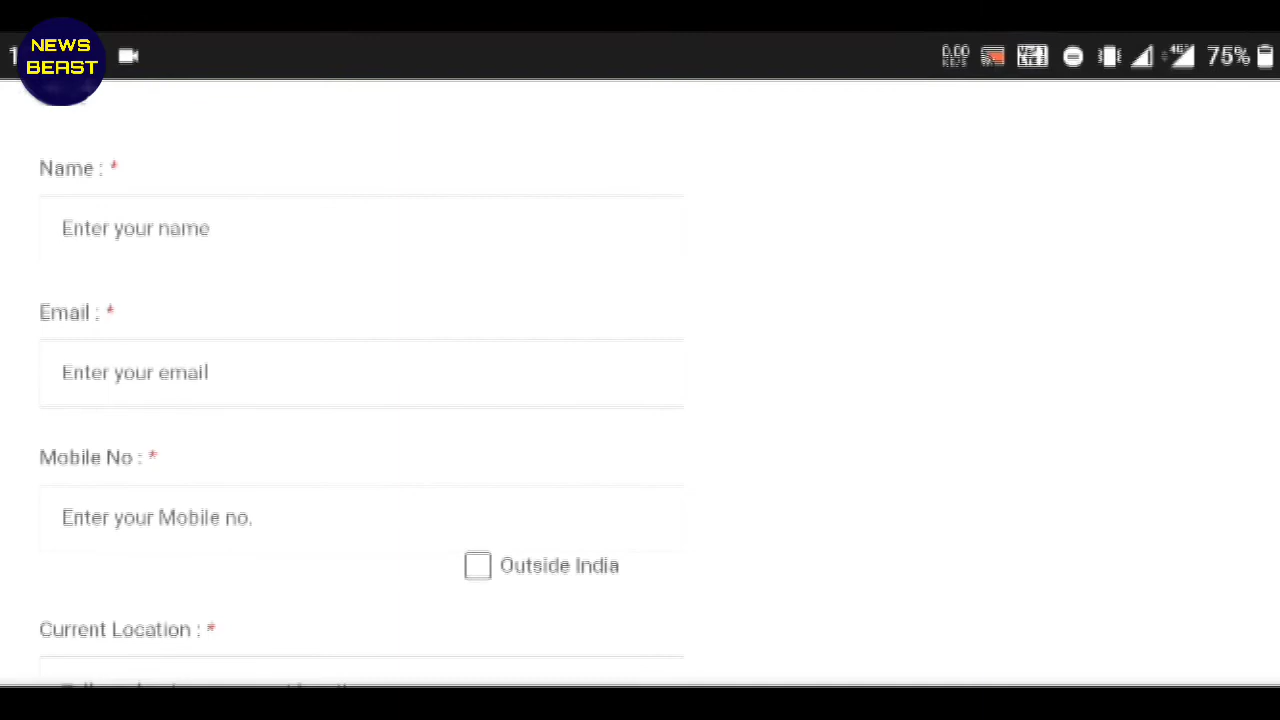 NEWS
BEAST
75%
Name : *
Enter your name
Email : *
Enter your email
Mobile No : *
Enter your Mobile no.
Outside India
Current Location : *